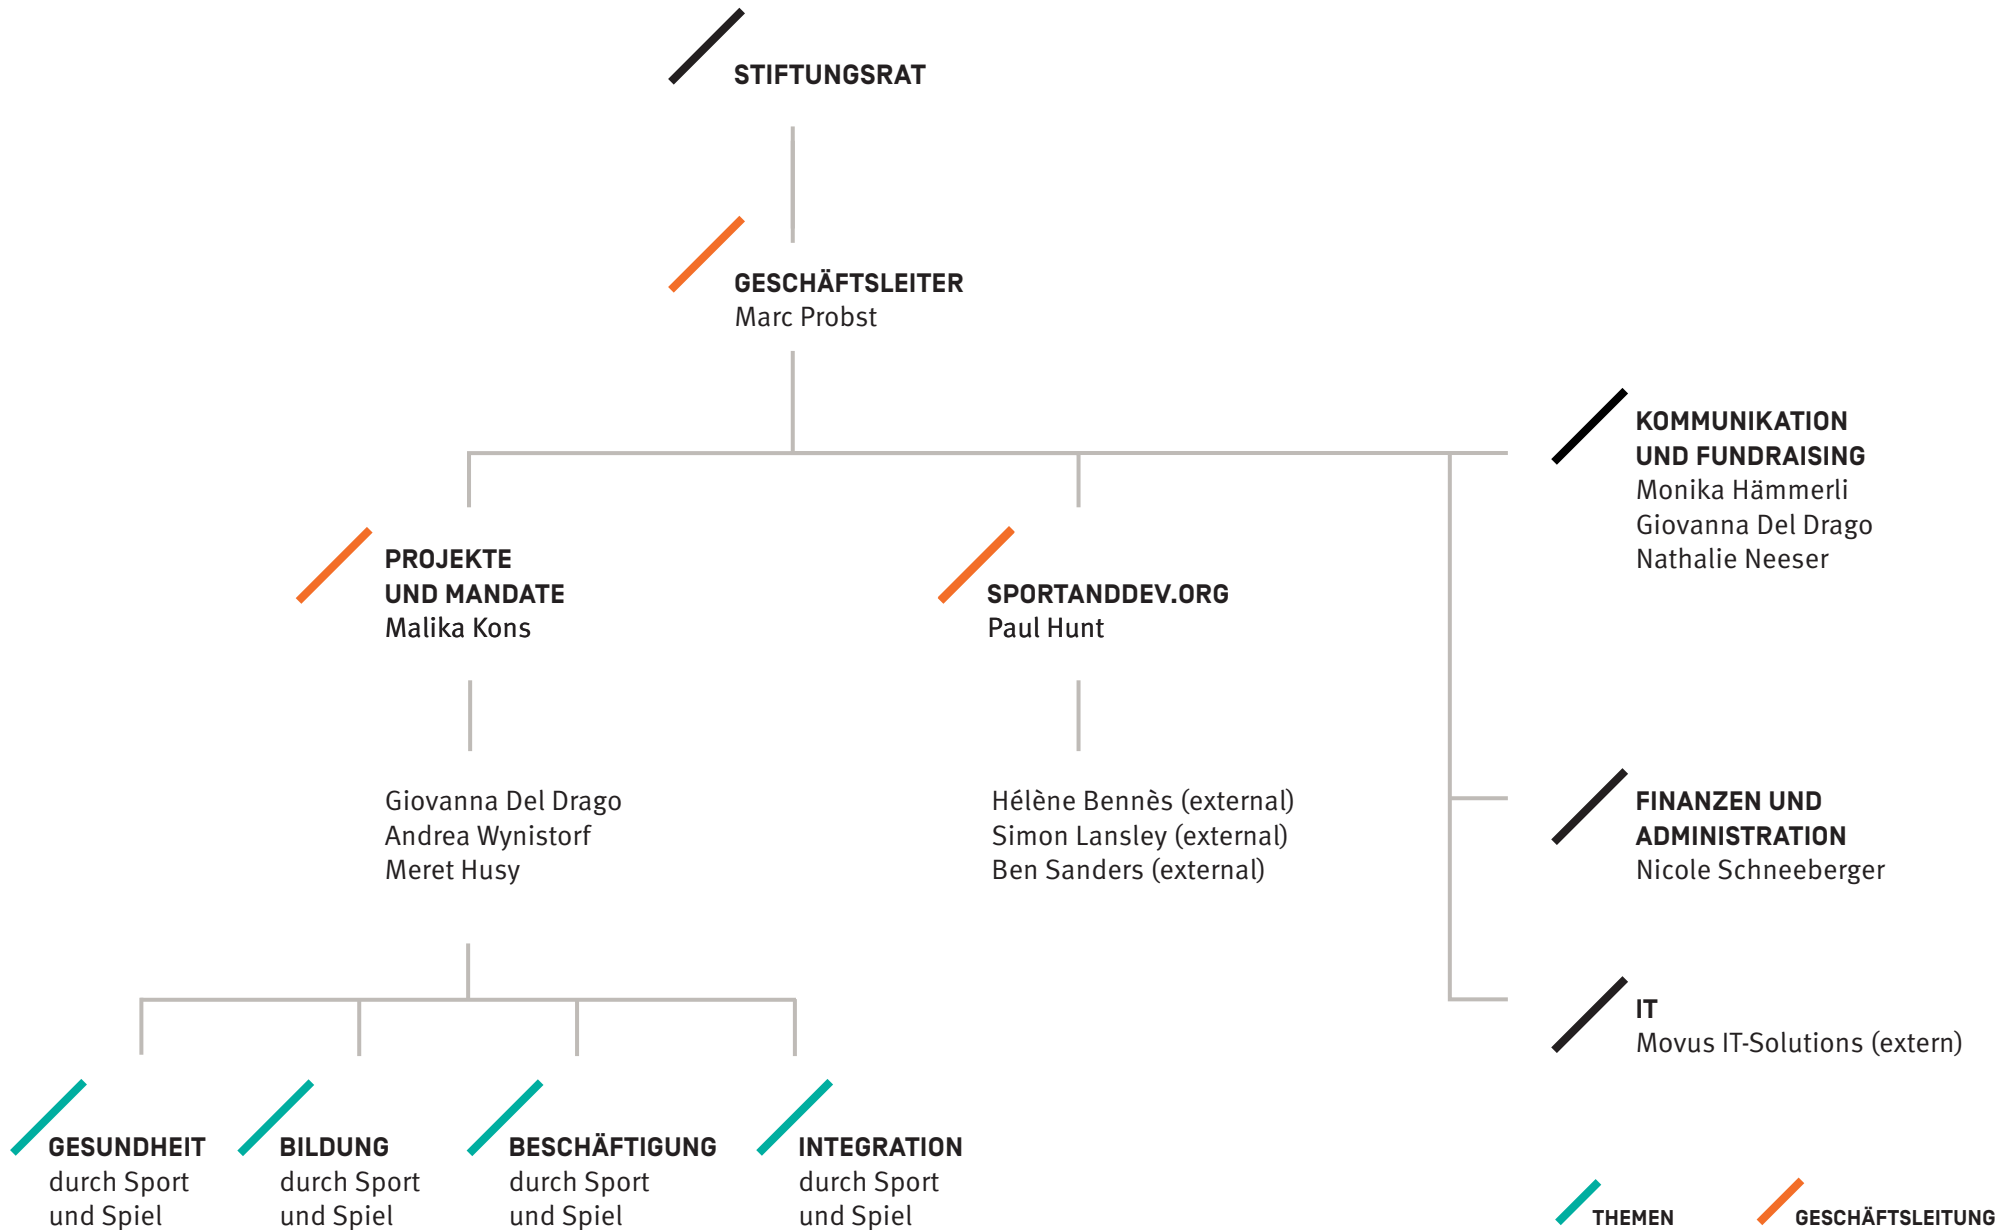 STIFTUNGSRAT
GESCHÄFTSLEITER
Marc Probst
KOMMUNIKATION
UND FUNDRAISING
Monika Hämmerli
Giovanna Del Drago
Nathalie Neeser
PROJEKTE
UND MANDATE
Malika Kons
SPORTANDDEV.ORG
Paul Hunt
Giovanna Del Drago
Andrea Wynistorf
Meret Husy
Hélène Bennès (external)
Simon Lansley (external)
Ben Sanders (external)
FINANZEN UND
ADMINISTRATION
Nicole Schneeberger
IT
Movus IT-Solutions (extern)
GESUNDHEIT
durch Sport
und Spiel
BILDUNG
durch Sport
und Spiel
BESCHÄFTIGUNG
durch Sport
und Spiel
INTEGRATION
durch Sport
und Spiel
THEMEN
GESCHÄFTSLEITUNG